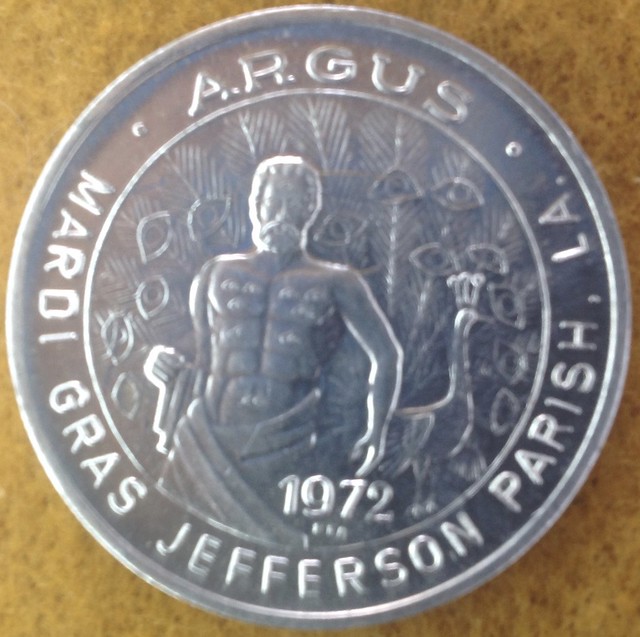 ARGUS
MARDI GRAS JEFFERSON PARISH, LA.
1972